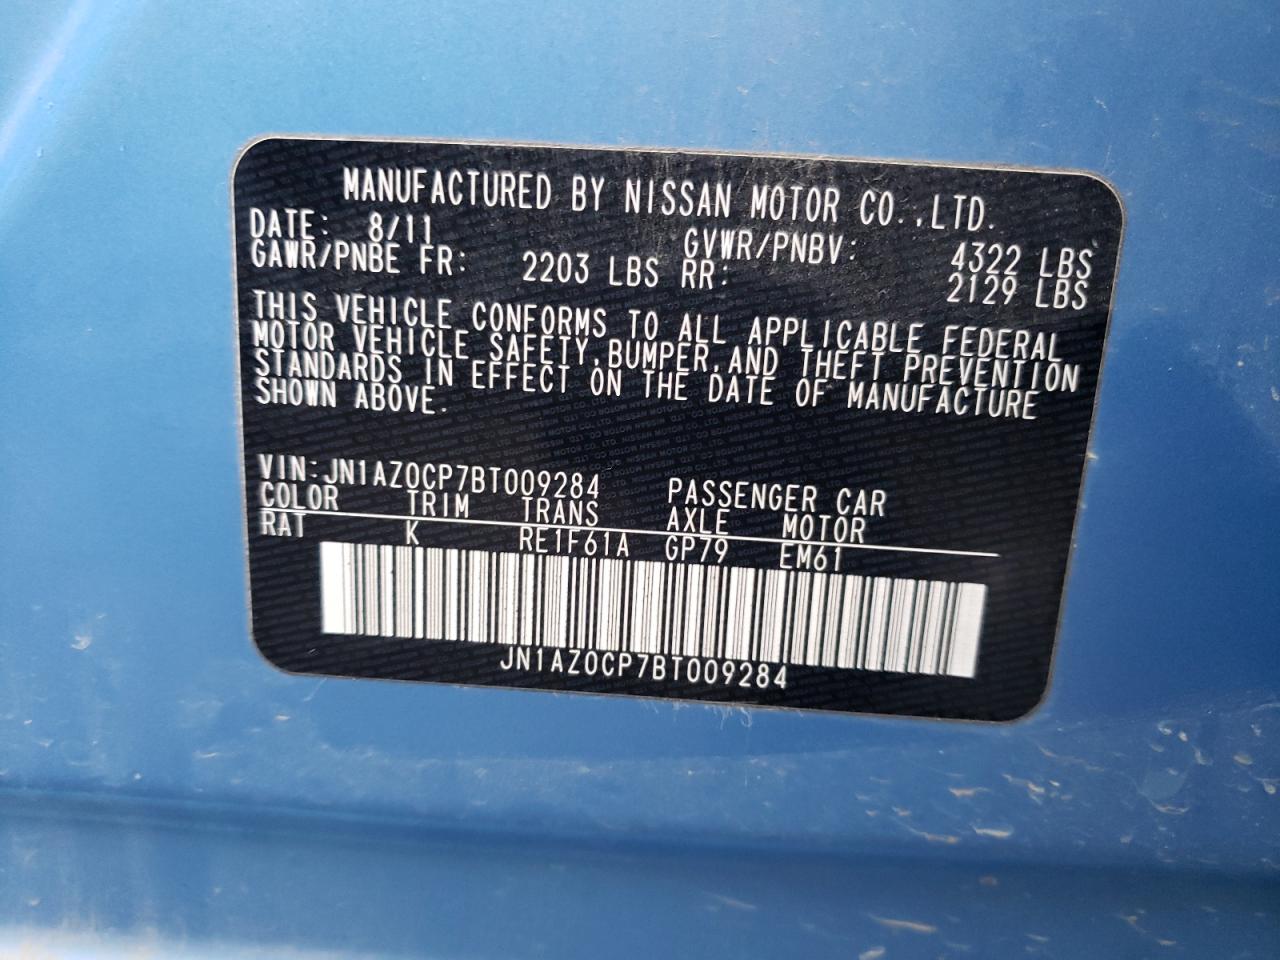 MANUFACTURED BY NISSAN MOTOR CO.,LTD.
DATE: 8/11 GVWR/PNBV: 4322 LBS
GAWR/PNBE FR: 2203 LBS RR: 2129 LBS
THIS VEHICLE CONFORMS TO ALL APPLICABLE FEDERAL
MOTOR VEHICLE SAFETY,BUMPER,AND THEFT PREVENTION
STANDARDS IN EFFECT ON THE DATE OF MANUFACTURE
SHOWN ABOVE.
VIN:JN1AZ0CP7BT009284 PASSENGER CAR
COLOR TRIM TRANS AXLE MOTOR
RAT K RE1F61A GP79 EM61
JN1AZ0CP7BT009284